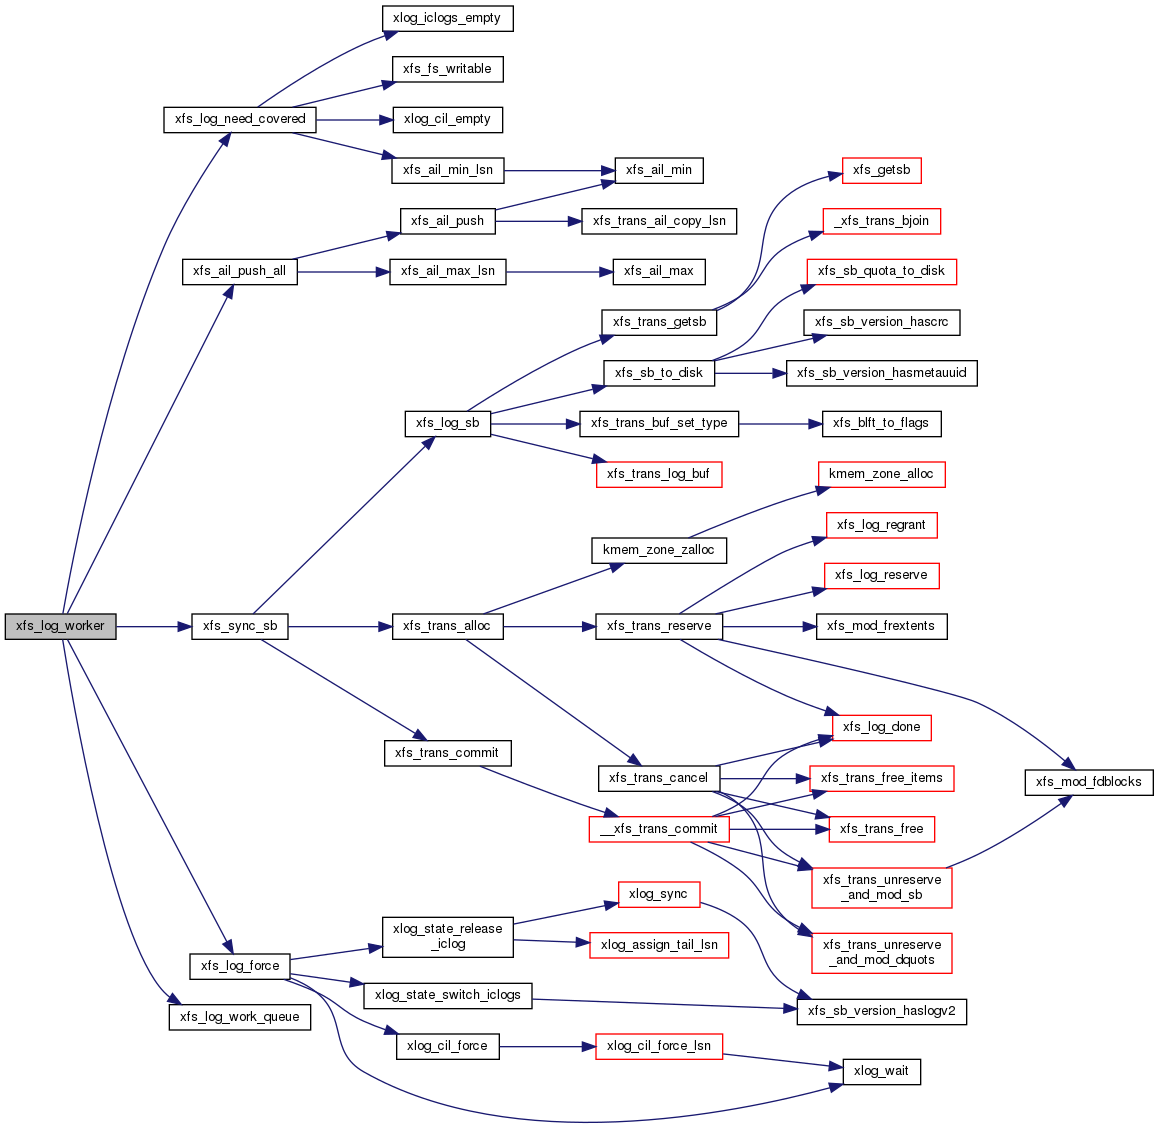 xlog_iclogs_empty
xfs_fs_writable
xfs_log_need_covered
xlog_cil_empty
xfs_ail_min_lsn
xfs_ail_min
xfs_getsb
xfs_ail_push
xfs_trans_ail_copy_lsn
_xfs_trans_bjoin
xfs_ail_push_all
xfs_ail_max_lsn
xfs_ail_max
xfs_sb_quota_to_disk
xfs_trans_getsb
xfs_sb_version_hascrc
xfs_sb_to_disk
xfs_sb_version_hasmetauuid
xfs_log_sb
xfs_trans_buf_set_type
xfs_blft_to_flags
xfs_trans_log_buf
kmem_zone_alloc
xfs_log_regrant
kmem_zone_zalloc
xfs_log_reserve
xfs_log_worker
xfs_sync_sb
xfs_trans_alloc
xfs_trans_reserve
xfs_mod_frextents
xfs_log_done
xfs_trans_commit
xfs_trans_cancel
xfs_trans_free_items
xfs_mod_fdblocks
__xfs_trans_commit
xfs_trans_free
xfs_trans_unreserve
_and_mod_sb
xlog_sync
xlog_state_release
_iclog
xlog_assign_tail_lsn
xfs_trans_unreserve
_and_mod_dquots
xfs_log_force
xlog_state_switch_iclogs
xfs_sb_version_haslogv2
xfs_log_work_queue
xlog_cil_force
xlog_cil_force_lsn
xlog_wait